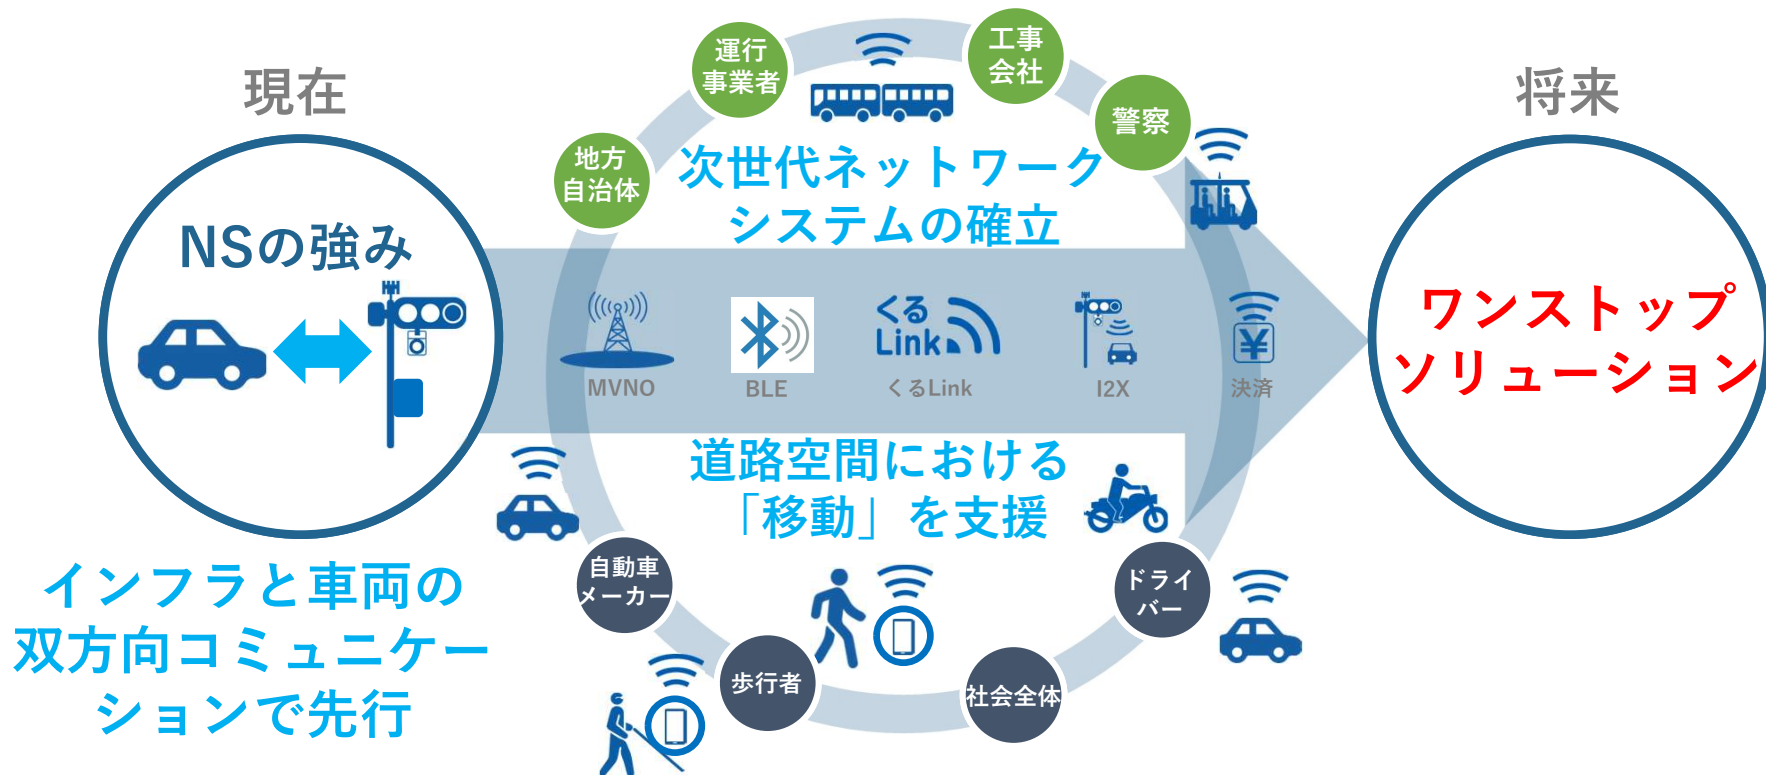 現在
NSの強み
インフラと車両の
双方向コミュニケー
ションで先行
地方
自治体
運行
事業者
工事
会社
警察
次世代ネットワーク
システムの確立
くる
Link
¥
MVNO
BLE
くるLink
I2X
決済
道路空間における
「移動」を支援
自動車
メーカー
歩行者
社会全体
ドライ
バー
将来
ワンストップ
ソリューション